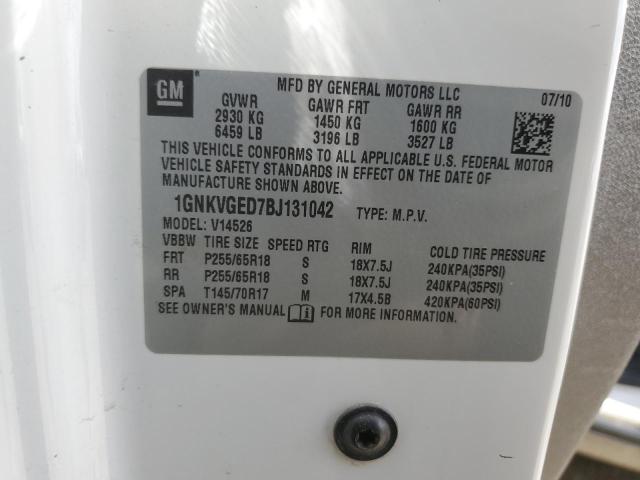 GM
MFD BY GENERAL MOTORS LLC
07/10
GVWR GAWR FRT GAWR RR
2930 KG 1450 KG 1600 KG
6459 LB 3196 LB 3527 LB
THIS VEHICLE CONFORMS TO ALL APPLICABLE U.S. FEDERAL MOTOR
VEHICLE SAFETY STANDARDS IN EFFECT ON THE DATE OF
MANUFACTURE SHOWN ABOVE.
1GNKVGED7BJ131042 TYPE: M.P.V.
MODEL: V14526
VBBW TIRE SIZE SPEED RTG RIM COLD TIRE PRESSURE
FRT P255/65R18 S 18X7.5J 240KPA(35PSI)
RR P255/65R18 S 18X7.5J 240KPA(35PSI)
SPA T145/70R17 M 17X4.5B 420KPA(60PSI)
SEE OWNER'S MANUAL FOR MORE INFORMATION.